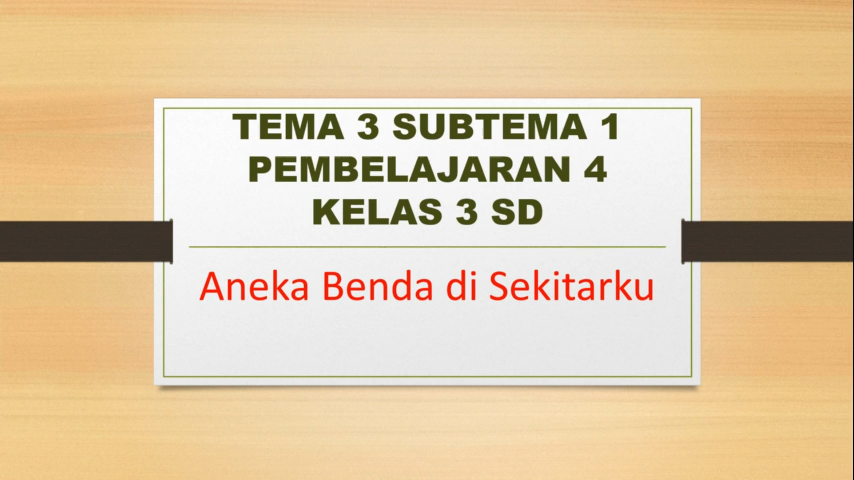 TEMA 3 SUBTEMA 1
PEMBELAJARAN 4
KELAS 3 SD
Aneka Benda di Sekitarku